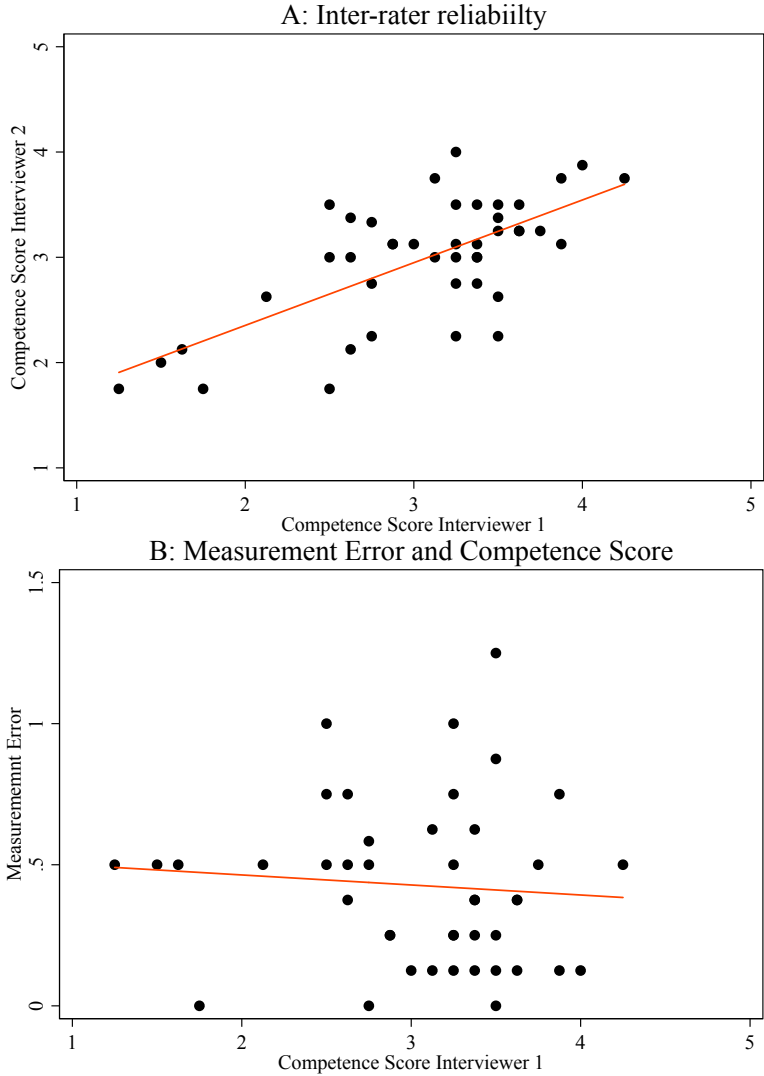 A: Inter-rater reliabiilty
5
4
3
2
1
Competence Score Interviewer 2
1 2 3 4 5
Competence Score Interviewer 1
B: Measurement Error and Competence Score
1.5
1
.5
0
Measurememnt Error
1 2 3 4 5
Competence Score Interviewer 1